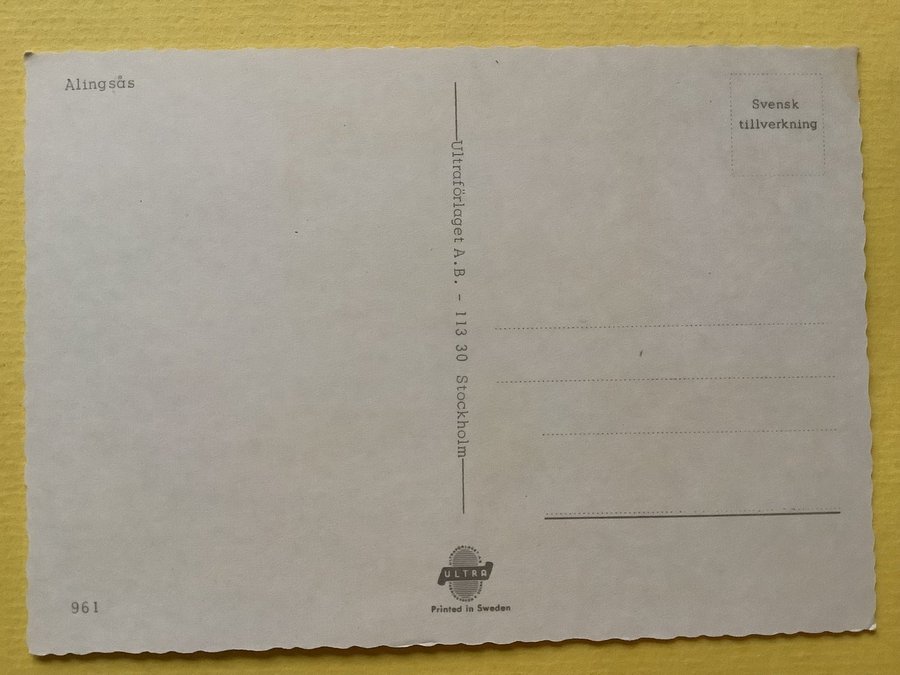 Alingsås
Ultraförlaget A.B. - 113 30 Stockholm
Svensk
tillverkning
ULTRA
Printed in Sweden
961